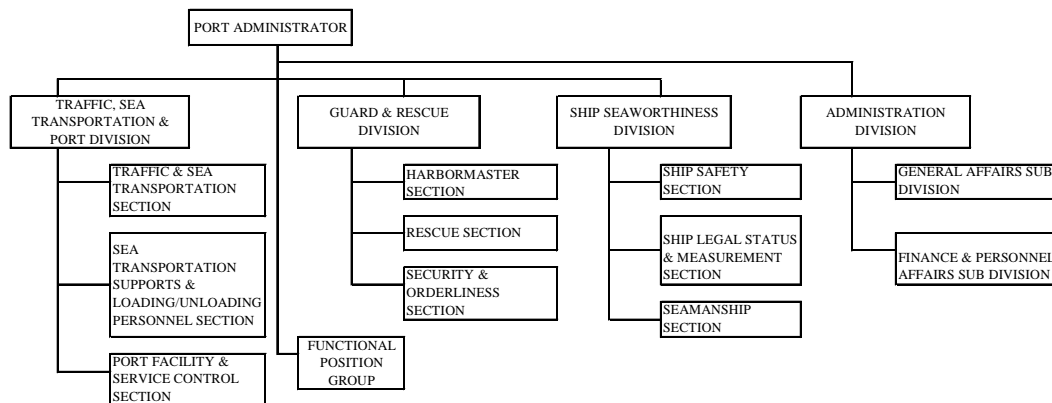 PORT ADMINISTRATOR
TRAFFIC, SEA
TRANSPORTATION &
PORT DIVISION
GUARD & RESCUE
DIVISION
SHIP SEAWORTHINESS
DIVISION
ADMINISTRATION
DIVISION
TRAFFIC & SEA
TRANSPORTATION
SECTION
SEA
TRANSPORTATION
SUPPORTS &
LOADING/UNLOADING
PERSONNEL SECTION
PORT FACILITY &
SERVICE CONTROL
SECTION
HARBORMASTER
SECTION
RESCUE SECTION
SECURITY &
ORDERLINESS
SECTION
FUNCTIONAL
POSITION
GROUP
SHIP SAFETY
SECTION
SHIP LEGAL STATUS
& MEASUREMENT
SECTION
SEAMANSHIP
SECTION
GENERAL AFFAIRS SUB
DIVISION
FINANCE & PERSONNEL
AFFAIRS SUB DIVISION